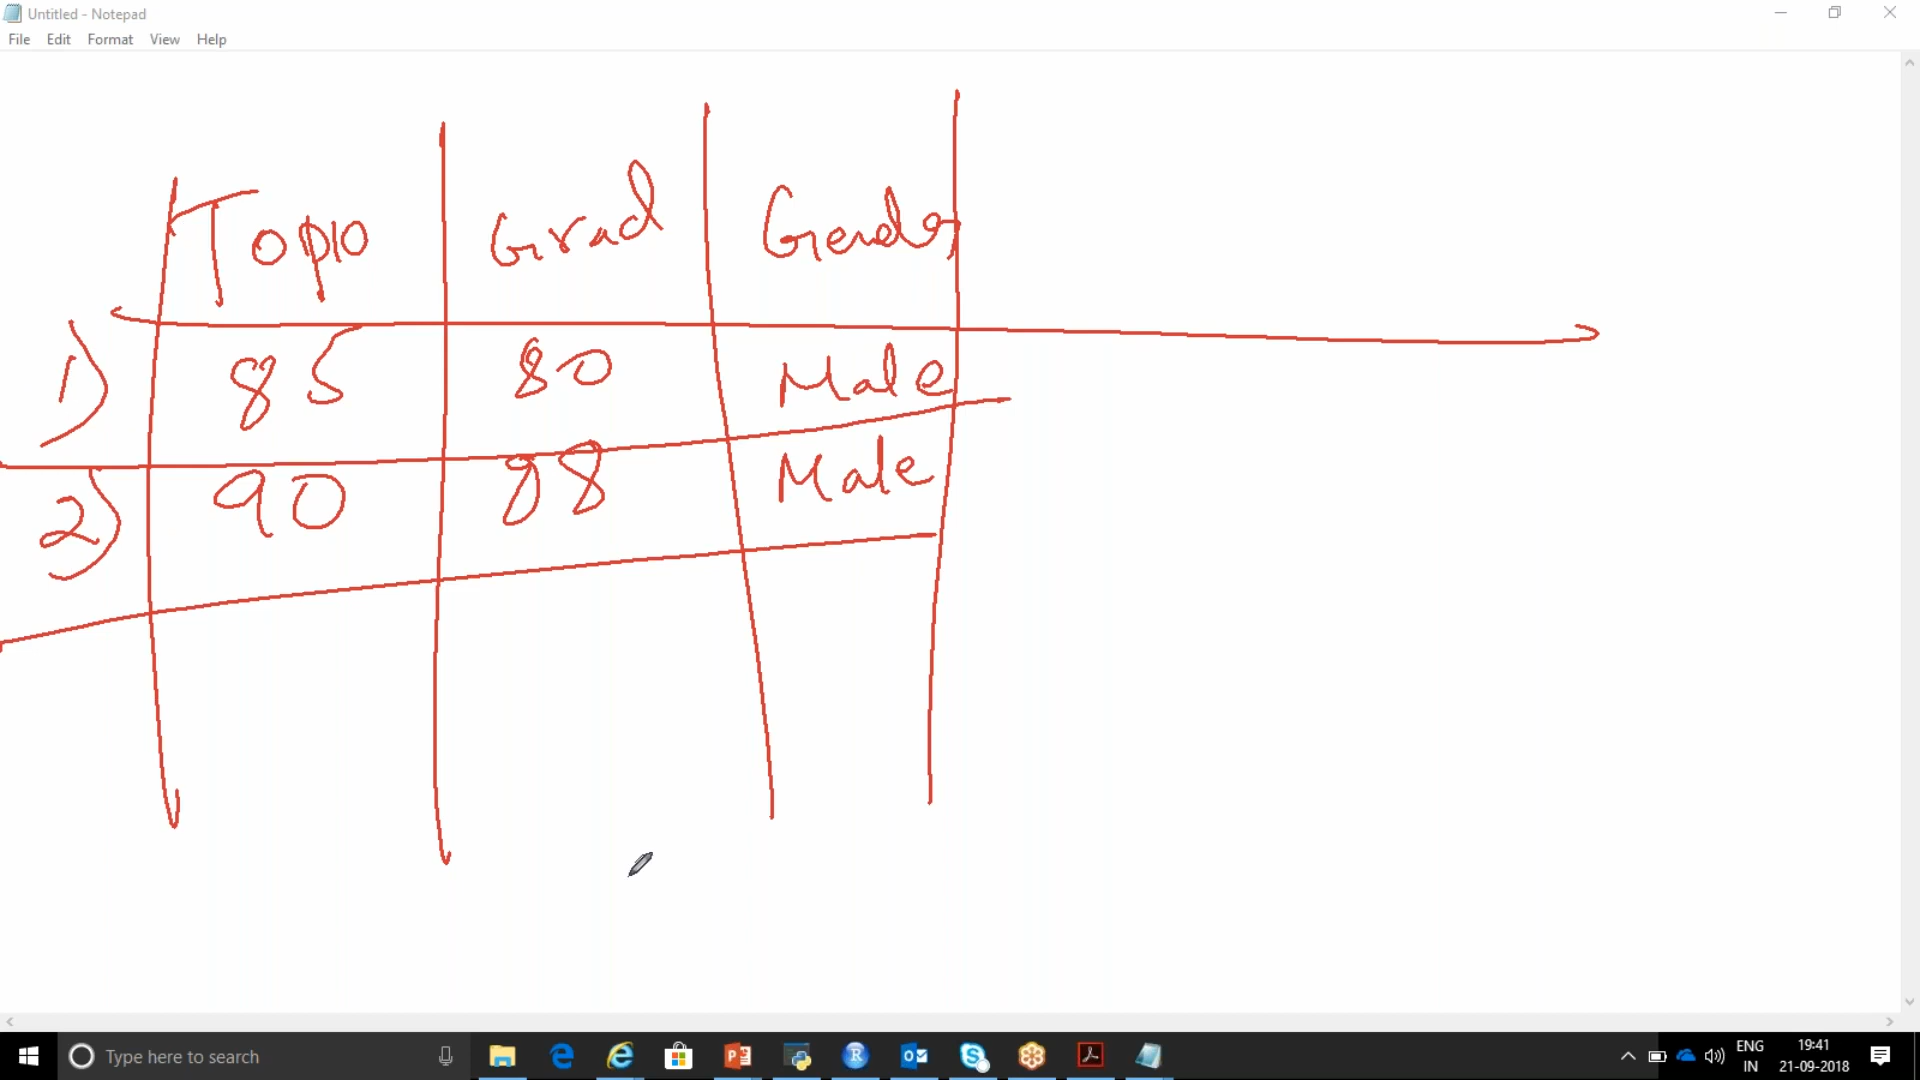 Untitled - Notepad
File Edit Format View Help
Top10 Grad Gender
1) 85 80 Male
2) 90 88 Male
Type here to search
ENG 19:41
IN 21-09-2018